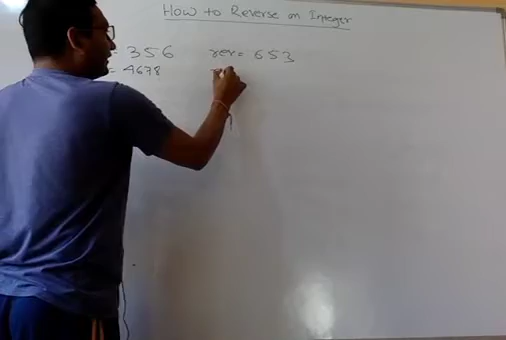 How to Reverse an Integer
= 356 rev = 653
= 4678